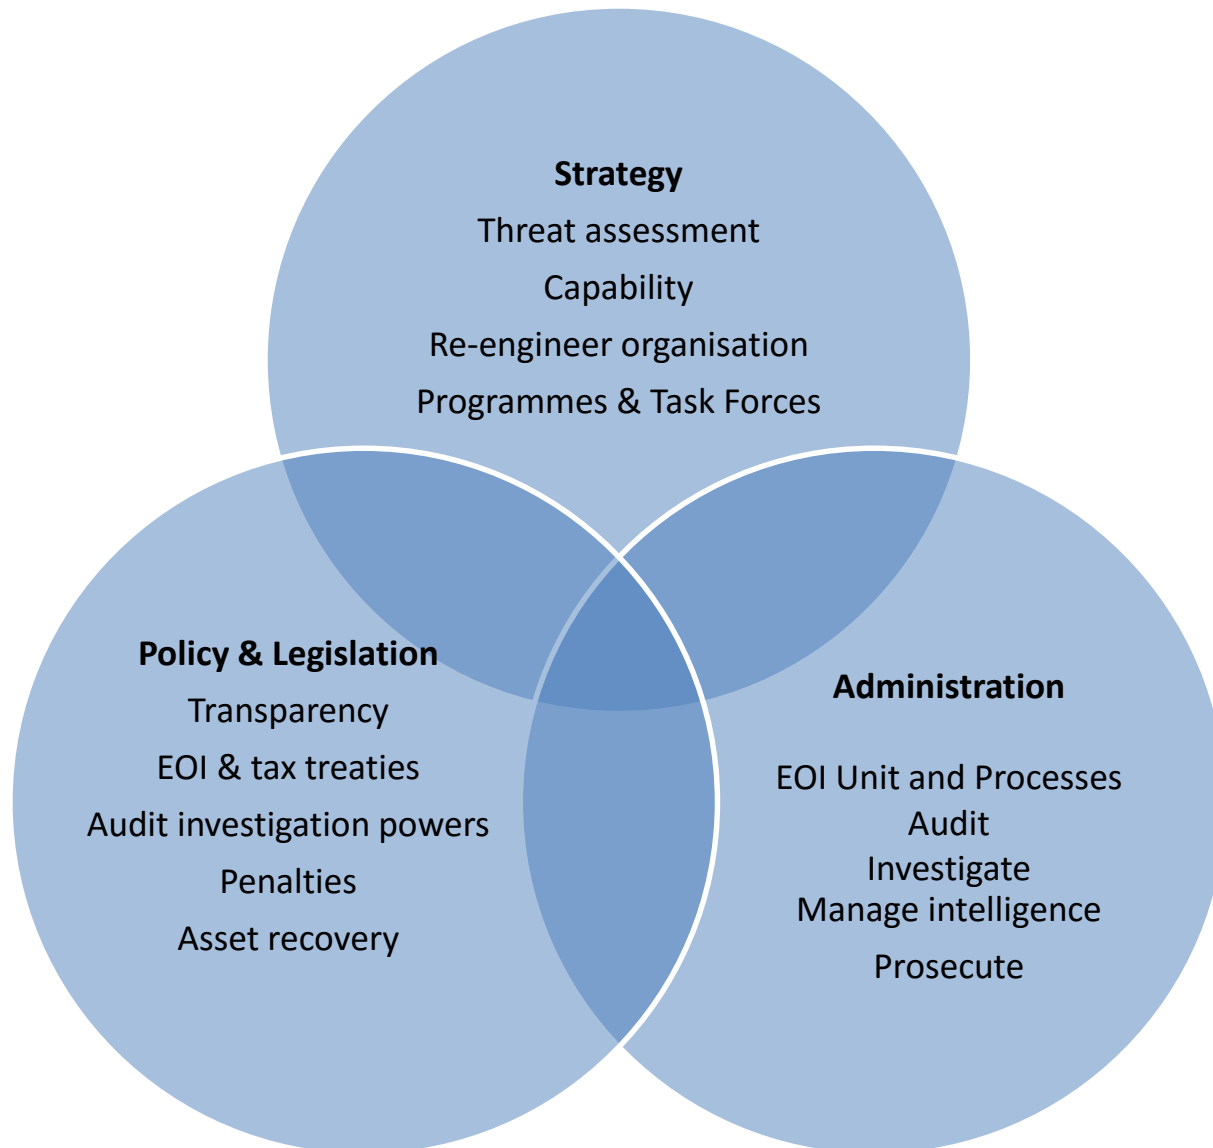 Strategy
Threat assessment
Capability
Re-engineer organisation
Programmes & Task Forces
Policy & Legislation
Transparency
EOI & tax treaties
Audit investigation powers
Penalties
Asset recovery
Administration
EOI Unit and Processes
Audit
Investigate
Manage intelligence
Prosecute